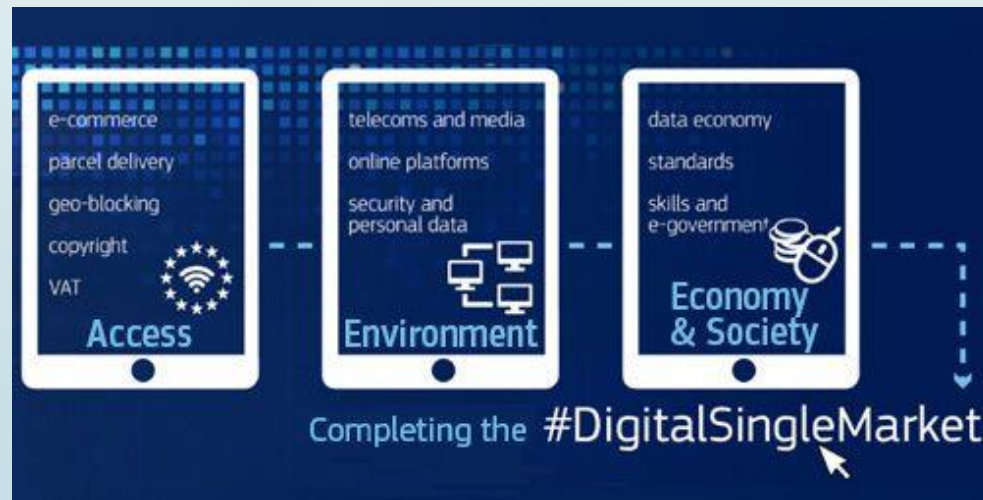 e-commerce
parcel delivery
geo-blocking
copyright
VAT
Access
telecoms and media
online platforms
security and
personal data
Environment
data economy
standards
skills and
e-government
Economy
& Society
Completing the #DigitalSingleMarket